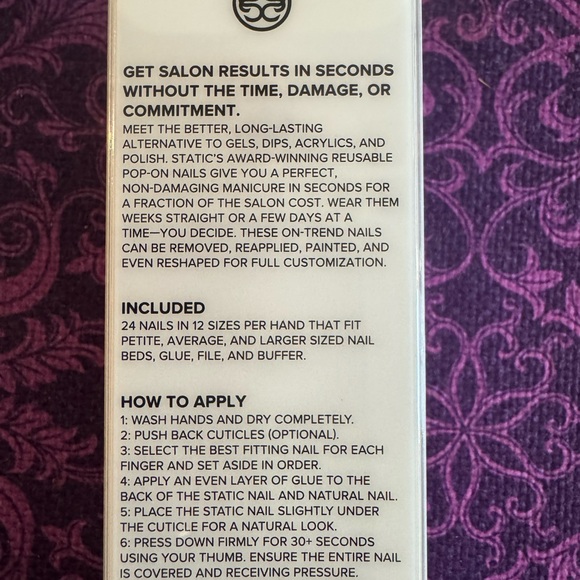 GET SALON RESULTS IN SECONDS
WITHOUT THE TIME, DAMAGE, OR
COMMITMENT.
MEET THE BETTER, LONG-LASTING
ALTERNATIVE TO GELS, DIPS, ACRYLICS, AND
POLISH. STATIC'S AWARD-WINNING REUSABLE
POP-ON NAILS GIVE YOU A PERFECT,
NON-DAMAGING MANICURE IN SECONDS FOR
A FRACTION OF THE SALON COST. WEAR THEM
WEEKS STRAIGHT OR A FEW DAYS AT A
TIME—YOU DECIDE. THESE ON-TREND NAILS
CAN BE REMOVED, REAPPLIED, PAINTED, AND
EVEN RESHAPED FOR FULL CUSTOMIZATION.
INCLUDED
24 NAILS IN 12 SIZES PER HAND THAT FIT
PETITE, AVERAGE, AND LARGER SIZED NAIL
BEDS, GLUE, FILE, AND BUFFER.
HOW TO APPLY
1: WASH HANDS AND DRY COMPLETELY.
2: PUSH BACK CUTICLES (OPTIONAL).
3: SELECT THE BEST FITTING NAIL FOR EACH
FINGER AND SET ASIDE IN ORDER.
4: APPLY AN EVEN LAYER OF GLUE TO THE
BACK OF THE STATIC NAIL AND NATURAL NAIL.
5: PLACE THE STATIC NAIL SLIGHTLY UNDER
THE CUTICLE FOR A NATURAL LOOK.
6: PRESS DOWN FIRMLY FOR 30+ SECONDS
USING YOUR THUMB. ENSURE THE ENTIRE NAIL
IS COVERED AND RECEIVING PRESSURE.